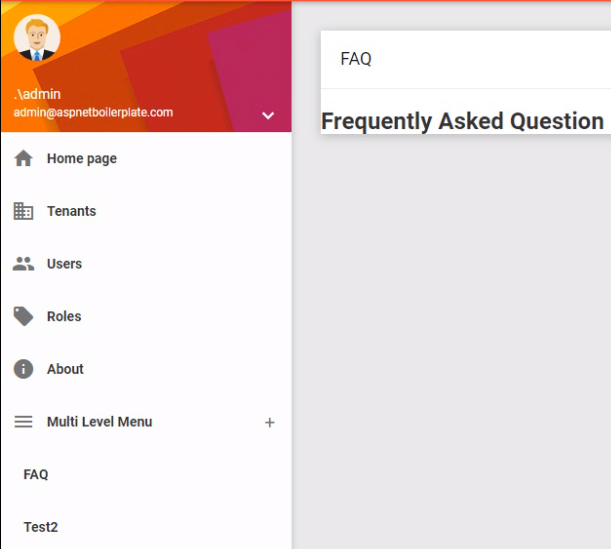 .\admin
admin@aspnetboilerplate.com
Home page
Tenants
Users
Roles
About
Multi Level Menu +
FAQ
Test2
FAQ
Frequently Asked Question